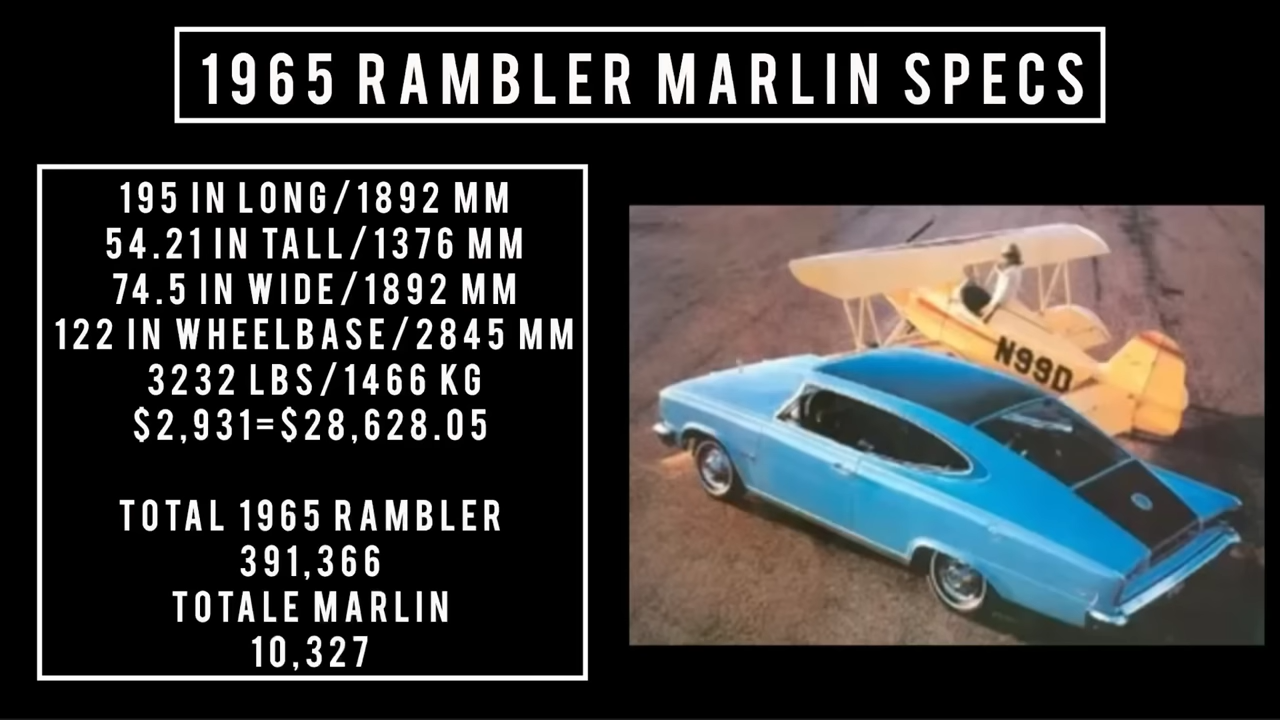 1965 RAMBLER MARLIN SPECS
195 IN LONG/1892 MM
54.21 IN TALL/1376 MM
74.5 IN WIDE/1892 MM
122 IN WHEELBASE/2845 MM
3232 LBS/1466 KG
$2,931=$28,628.05
TOTAL 1965 RAMBLER
391,366
TOTALE MARLIN
10,327
N99D